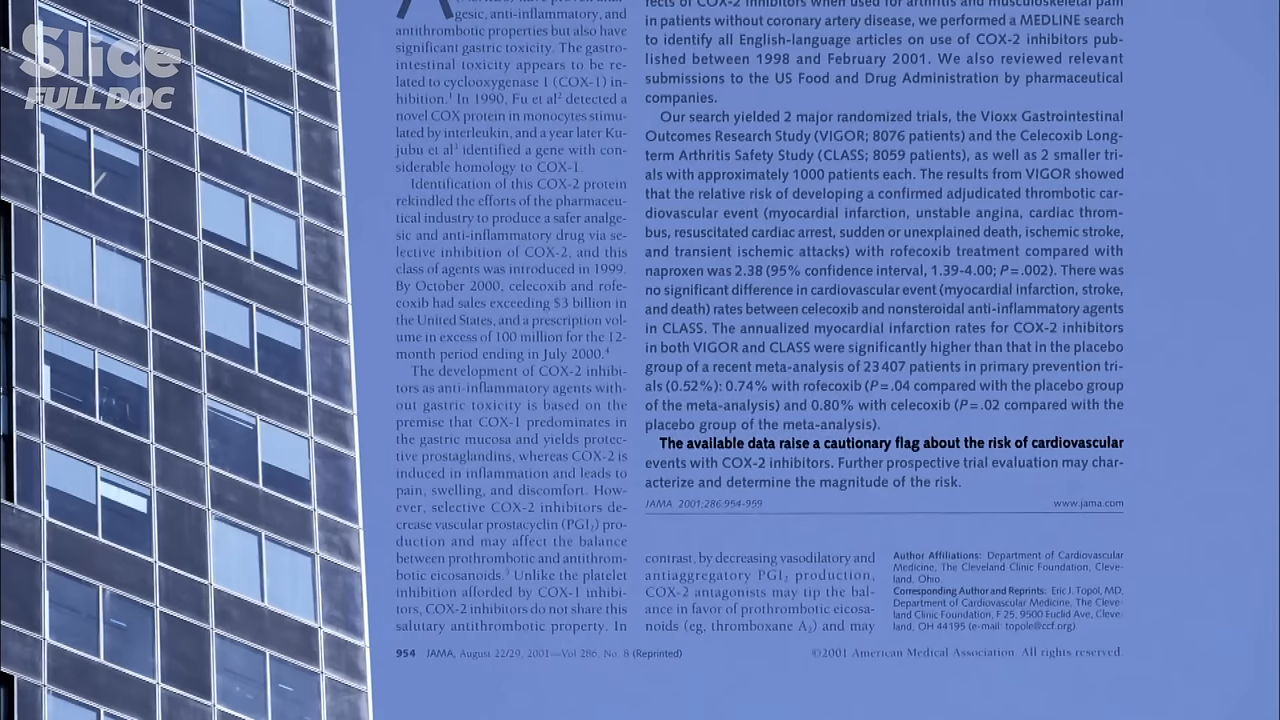 Slice
FULL DOC
gesic, anti-inflammatory, and
antithrombotic properties but also have
significant gastric toxicity. The gastro-
intestinal toxicity appears to be re-
lated to cyclooxygenase 1 (COX-1) in-
hibition.1 In 1990, Fu et al2 detected a
novel COX protein in monocytes stimu-
lated by interleukin, and a year later Ku-
jubu et al3 identified a gene with con-
siderable homology to COX-1.
Identification of this COX-2 protein
rekindled the efforts of the pharmaceu-
tical industry to produce a safer analge-
sic and anti-inflammatory drug via se-
lective inhibition of COX-2, and this
class of agents was introduced in 1999.
By October 2000, celecoxib and rofe-
coxib had sales exceeding $3 billion in
the United States, and a prescription vol-
ume in excess of 100 million for the 12-
month period ending in July 2000.4
The development of COX-2 inhibi-
tors as anti-inflammatory agents with-
out gastric toxicity is based on the
premise that COX-1 predominates in
the gastric mucosa and yields protec-
tive prostaglandins, whereas COX-2 is
induced in inflammation and leads to
pain, swelling, and discomfort. How-
ever, selective COX-2 inhibitors de-
crease vascular prostacyclin (PGI2) pro-
duction and may affect the balance
between prothrombotic and antithrom-
botic eicosanoids.5 Unlike the platelet
inhibition afforded by COX-1 inhibi-
tors, COX-2 inhibitors do not share this
salutary antithrombotic property. In
fects of COX-2 inhibitors when used for arthritis and musculoskeletal pain
in patients without coronary artery disease, we performed a MEDLINE search
to identify all English-language articles on use of COX-2 inhibitors pub-
lished between 1998 and February 2001. We also reviewed relevant
submissions to the US Food and Drug Administration by pharmaceutical
companies.
Our search yielded 2 major randomized trials, the Vioxx Gastrointestinal
Outcomes Research Study (VIGOR; 8076 patients) and the Celecoxib Long-
term Arthritis Safety Study (CLASS; 8059 patients), as well as 2 smaller tri-
als with approximately 1000 patients each. The results from VIGOR showed
that the relative risk of developing a confirmed adjudicated thrombotic car-
diovascular event (myocardial infarction, unstable angina, cardiac throm-
bus, resuscitated cardiac arrest, sudden or unexplained death, ischemic stroke,
and transient ischemic attacks) with rofecoxib treatment compared with
naproxen was 2.38 (95% confidence interval, 1.39-4.00; P=.002). There was
no significant difference in cardiovascular event (myocardial infarction, stroke,
and death) rates between celecoxib and nonsteroidal anti-inflammatory agents
in CLASS. The annualized myocardial infarction rates for COX-2 inhibitors
in both VIGOR and CLASS were significantly higher than that in the placebo
group of a recent meta-analysis of 23 407 patients in primary prevention tri-
als (0.52%): 0.74% with rofecoxib (P=.04 compared with the placebo group
of the meta-analysis) and 0.80% with celecoxib (P=.02 compared with the
placebo group of the meta-analysis).
The available data raise a cautionary flag about the risk of cardiovascular
events with COX-2 inhibitors. Further prospective trial evaluation may char-
acterize and determine the magnitude of the risk.
JAMA. 2001;286:954-959
www.jama.com
contrast, by decreasing vasodilatory and
antiaggregatory PGI2 production,
COX-2 antagonists may tip the bal-
ance in favor of prothrombotic eicosa-
noids (eg, thromboxane A2) and may
Author Affiliations: Department of Cardiovascular
Medicine, The Cleveland Clinic Foundation, Cleve-
land, Ohio.
Corresponding Author and Reprints: Eric J. Topol, MD,
Department of Cardiovascular Medicine, The Cleve-
land Clinic Foundation, F 25, 9500 Euclid Ave, Cleve-
land, OH 44195 (e-mail: topole@ccf.org).
954 JAMA, August 22/29, 2001—Vol 286, No. 8 (Reprinted)
©2001 American Medical Association. All rights reserved.